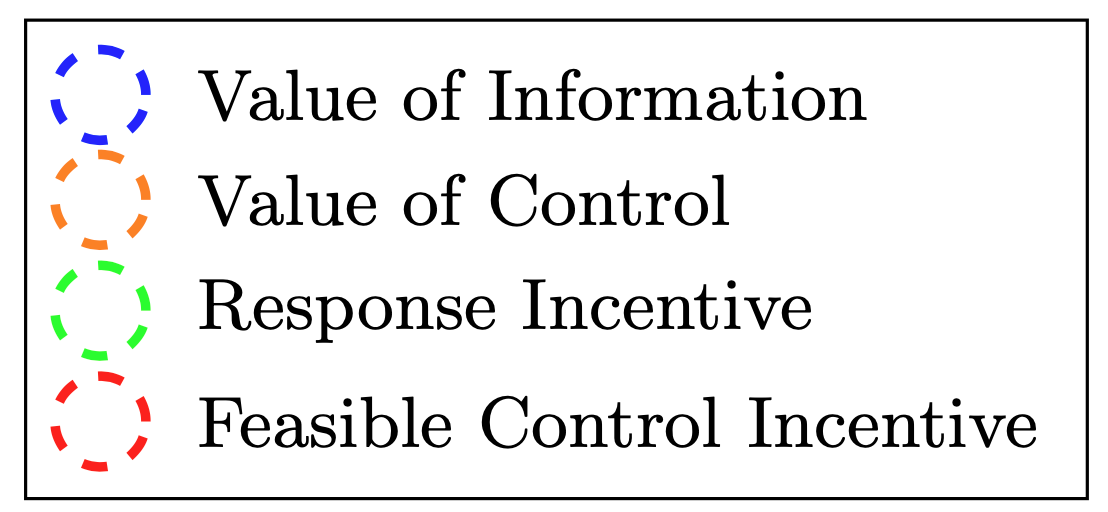 Value of Information
Value of Control
Response Incentive
Feasible Control Incentive